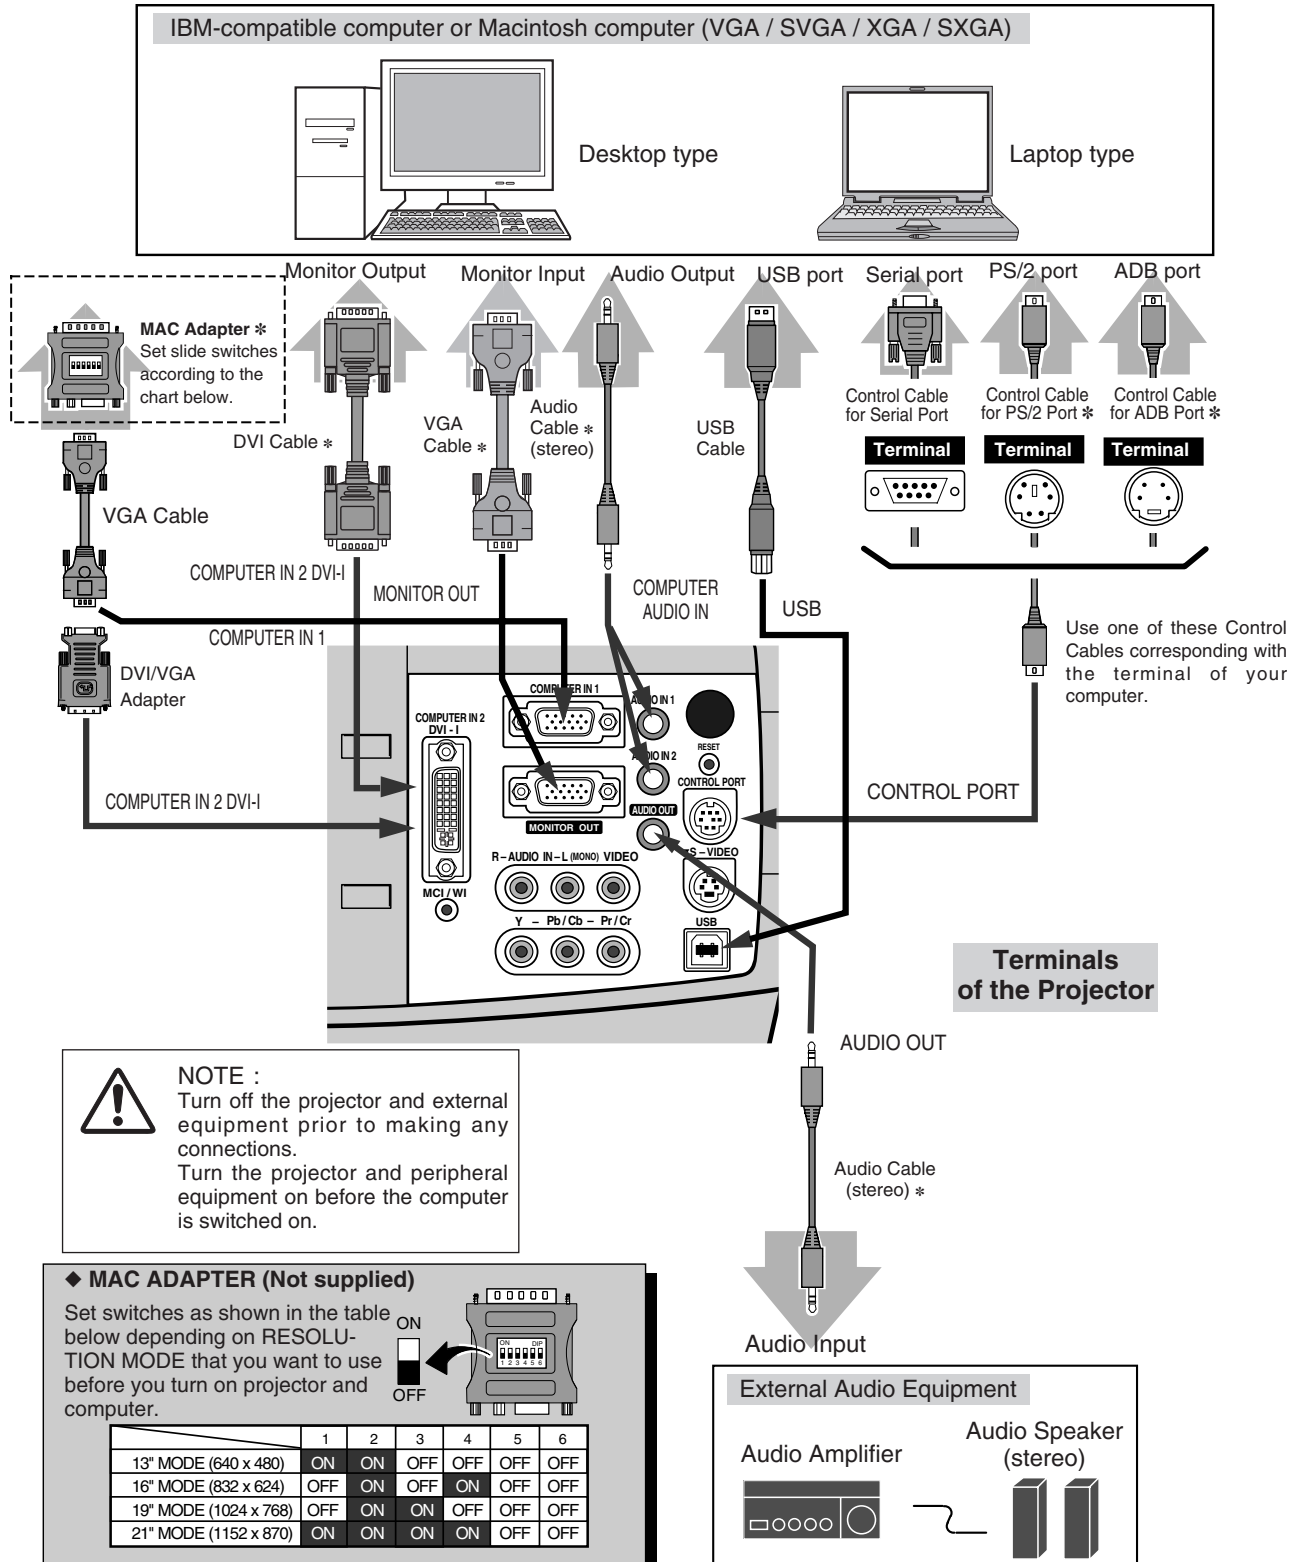 IBM-compatible computer or Macintosh computer (VGA / SVGA / XGA / SXGA)
Desktop type
Laptop type
Monitor Output
Monitor Input
Audio Output
USB port
Serial port
PS/2 port
ADB port
MAC Adapter ✻
Set slide switches
according to the
chart below.
DVI Cable ✻
VGA
Cable ✻
Audio
Cable ✻
(stereo)
USB
Cable
Control Cable
for Serial Port
Control Cable
for PS/2 Port ✻
Control Cable
for ADB Port ✻
Terminal
Terminal
Terminal
VGA Cable
COMPUTER IN 2 DVI-I
MONITOR OUT
COMPUTER
AUDIO IN
USB
COMPUTER IN 1
DVI/VGA
Adapter
Use one of these Control
Cables corresponding with
the terminal of your
computer.
COMPUTER IN 2 DVI-I
CONTROL PORT
COMPUTER IN 1
AUDIO IN 1
COMPUTER IN 2
DVI - I
AUDIO IN 2
RESET
CONTROL PORT
AUDIO OUT
MONITOR OUT
R – AUDIO IN – L (MONO) VIDEO
S – VIDEO
MCI / WI
Y – Pb / Cb – Pr / Cr
USB
Terminals
of the Projector
AUDIO OUT
NOTE :
Turn off the projector and external
equipment prior to making any
connections.
Turn the projector and peripheral
equipment on before the computer
is switched on.
Audio Cable
(stereo) ✻
Audio Input
◆ MAC ADAPTER (Not supplied)
Set switches as shown in the table
below depending on RESOLU-
TION MODE that you want to use
before you turn on projector and
computer.
ON
OFF
ON DIP
1 2 3 4 5 6
1 2 3 4 5 6
13" MODE (640 x 480) ON ON OFF OFF OFF OFF
16" MODE (832 x 624) OFF ON OFF ON OFF OFF
19" MODE (1024 x 768) OFF ON ON OFF OFF OFF
21" MODE (1152 x 870) ON ON ON ON OFF OFF
External Audio Equipment
Audio Amplifier
Audio Speaker
(stereo)